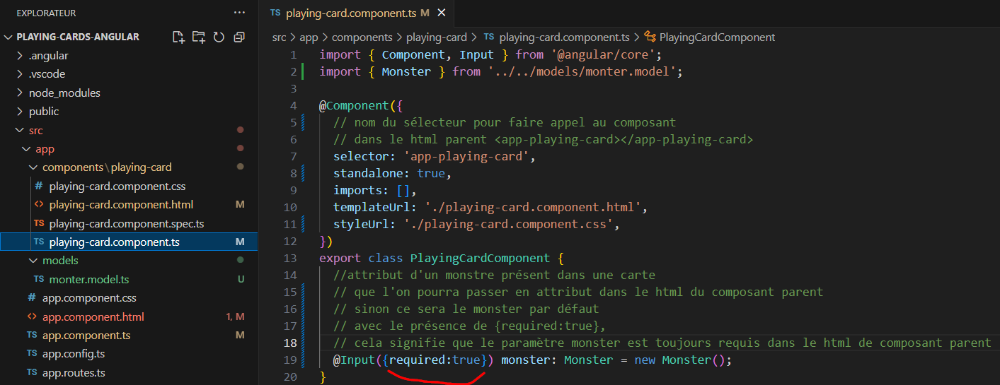 EXPLORATEUR
PLAYING-CARDS-ANGULAR
.angular
.vscode
node_modules
public
src
app
components\playing-card
# playing-card.component.css
<> playing-card.component.html M
TS playing-card.component.spec.ts
TS playing-card.component.ts M
models
TS monter.model.ts U
# app.component.css
<> app.component.html 1, M
TS app.component.ts M
TS app.config.ts
TS app.routes.ts
TS playing-card.component.ts M
src > app > components > playing-card > TS playing-card.component.ts > PlayingCardComponent
1 import { Component, Input } from '@angular/core';
2 import { Monster } from '../../models/monter.model';
3
4 @Component({
5 // nom du sélecteur pour faire appel au composant
6 // dans le html parent <app-playing-card></app-playing-card>
7 selector: 'app-playing-card',
8 standalone: true,
9 imports: [],
10 templateUrl: './playing-card.component.html',
11 styleUrl: './playing-card.component.css',
12 })
13 export class PlayingCardComponent {
14 //attribut d'un monstre présent dans une carte
15 // que l'on pourra passer en attribut dans le html du composant parent
16 // sinon ce sera le monster par défaut
17 // avec le présence de {required:true},
18 // cela signifie que le paramètre monster est toujours requis dans le html de composant parent
19 @Input({required:true}) monster: Monster = new Monster();
20 }